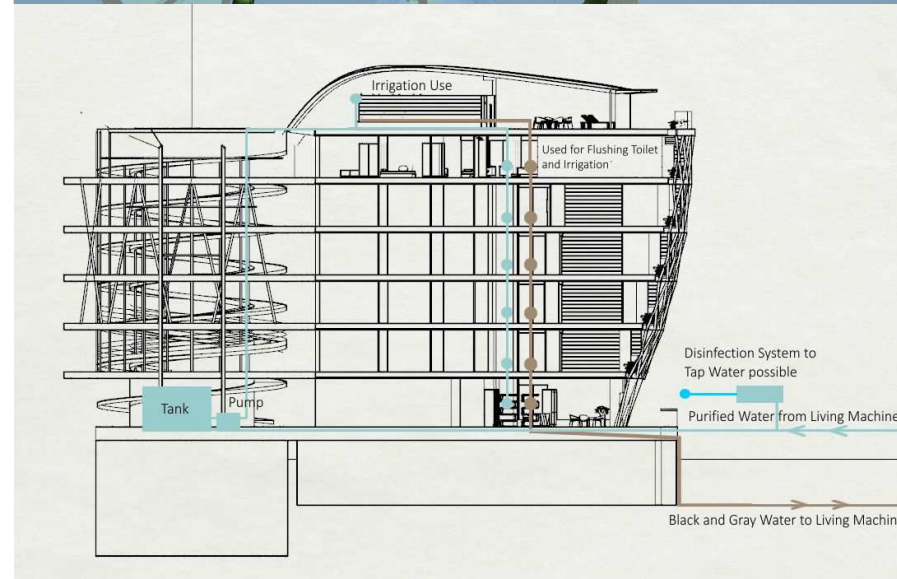 Irrigation Use
Used for Flushing Toilet
and Irrigation
Disinfection System to
Tap Water possible
Tank
Pump
Purified Water from Living Machine
Black and Gray Water to Living Machin